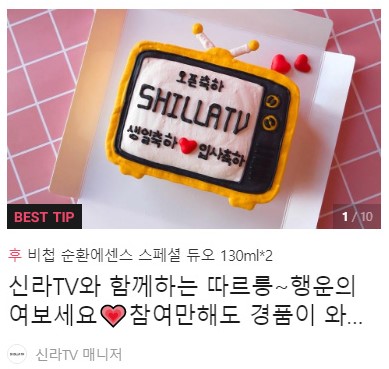 오픈축하
SHILLATV
생일축하❤입사축하
BEST TIP
1 / 10
후 비첩 순환에센스 스페셜 듀오 130ml*2
신라TV와 함께하는 따르릉~행운의
여보세요❤참여만해도 경품이 와...
SHILLA TV
신라TV 매니저